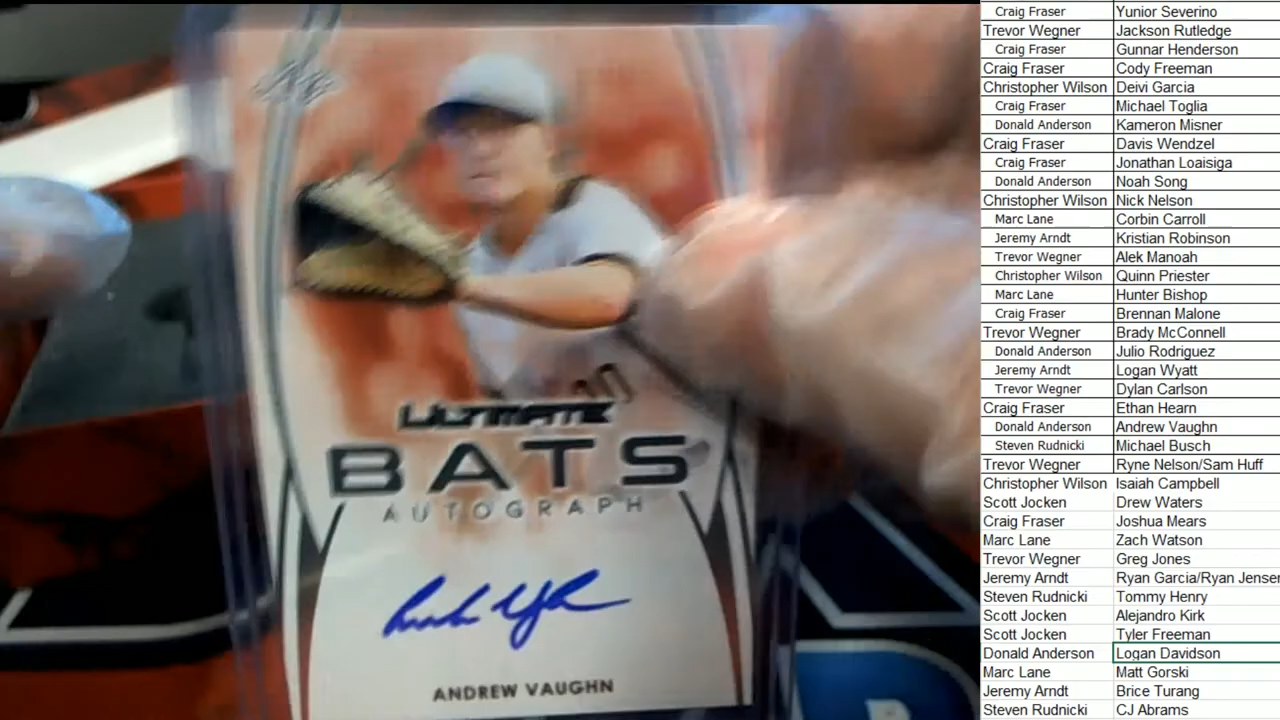 ULTIMATE
BATS
AUTOGRAPH
ANDREW VAUGHN
Craig Fraser Yunior Severino
Trevor Wegner Jackson Rutledge
Craig Fraser Gunnar Henderson
Craig Fraser Cody Freeman
Christopher Wilson Deivi Garcia
Craig Fraser Michael Toglia
Donald Anderson Kameron Misner
Craig Fraser Davis Wendzel
Craig Fraser Jonathan Loaisiga
Donald Anderson Noah Song
Christopher Wilson Nick Nelson
Marc Lane Corbin Carroll
Jeremy Arndt Kristian Robinson
Trevor Wegner Alek Manoah
Christopher Wilson Quinn Priester
Marc Lane Hunter Bishop
Craig Fraser Brennan Malone
Trevor Wegner Brady McConnell
Donald Anderson Julio Rodriguez
Jeremy Arndt Logan Wyatt
Trevor Wegner Dylan Carlson
Craig Fraser Ethan Hearn
Donald Anderson Andrew Vaughn
Steven Rudnicki Michael Busch
Trevor Wegner Ryne Nelson/Sam Huff
Christopher Wilson Isaiah Campbell
Scott Jocken Drew Waters
Craig Fraser Joshua Mears
Marc Lane Zach Watson
Trevor Wegner Greg Jones
Jeremy Arndt Ryan Garcia/Ryan Jensen
Steven Rudnicki Tommy Henry
Scott Jocken Alejandro Kirk
Scott Jocken Tyler Freeman
Donald Anderson Logan Davidson
Marc Lane Matt Gorski
Jeremy Arndt Brice Turang
Steven Rudnicki CJ Abrams